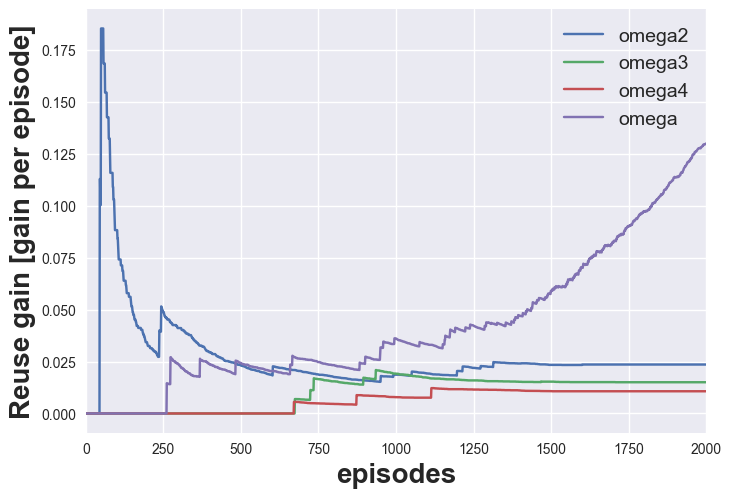 Reuse gain [gain per episode]
0.175
0.150
0.125
0.100
0.075
0.050
0.025
0.000
omega2
omega3
omega4
omega
0 250 500 750 1000 1250 1500 1750 2000
episodes